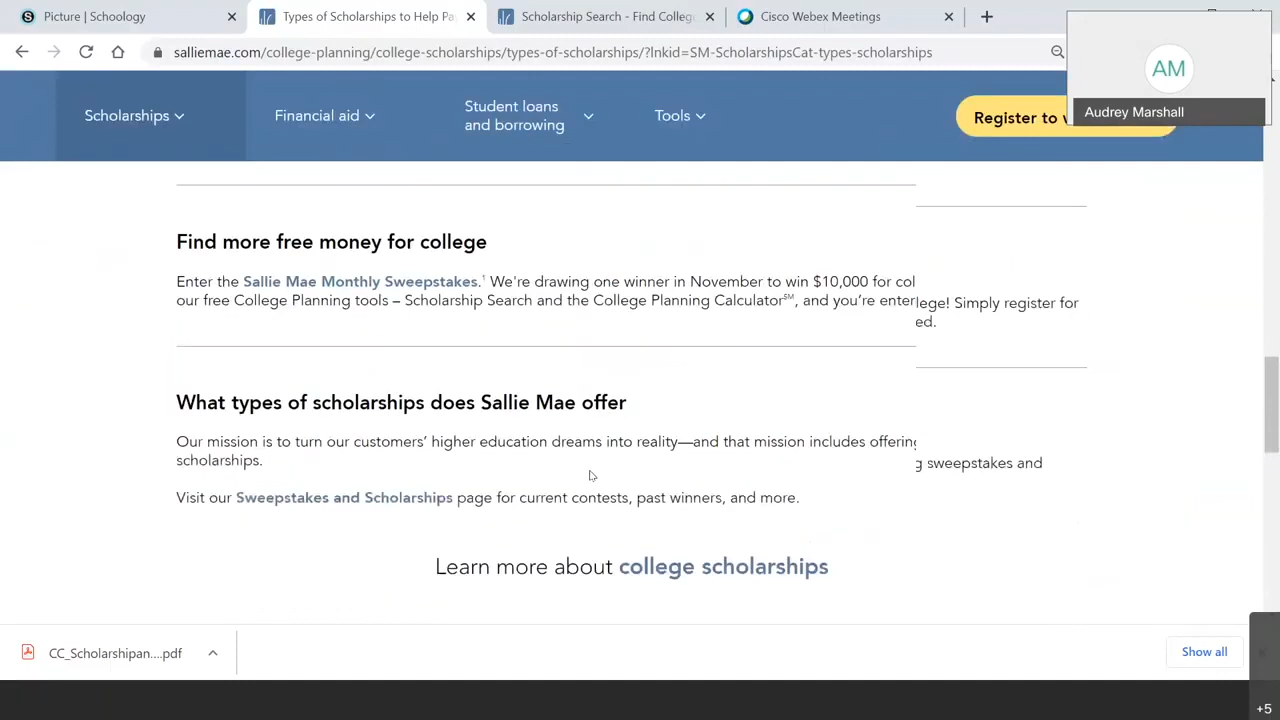 Picture | Schoology
Types of Scholarships to Help Pa
Scholarship Search - Find Colleg
Cisco Webex Meetings
salliemae.com/college-planning/college-scholarships/types-of-scholarships/?lnkid=SM-ScholarshipsCat-types-scholarships
AM
Audrey Marshall
Scholarships
Financial aid
Student loans
and borrowing
Tools
Register to
Find more free money for college
Enter the Sallie Mae Monthly Sweepstakes.¹ We're drawing one winner in November to win $10,000 for college! Simply register for
our free College Planning tools – Scholarship Search and the College Planning Calculator℠, and you're entered.
What types of scholarships does Sallie Mae offer
Our mission is to turn our customers' higher education dreams into reality—and that mission includes offering sweepstakes and
scholarships.
Visit our Sweepstakes and Scholarships page for current contests, past winners, and more.
Learn more about college scholarships
CC_Scholarshipan....pdf
Show all
+5